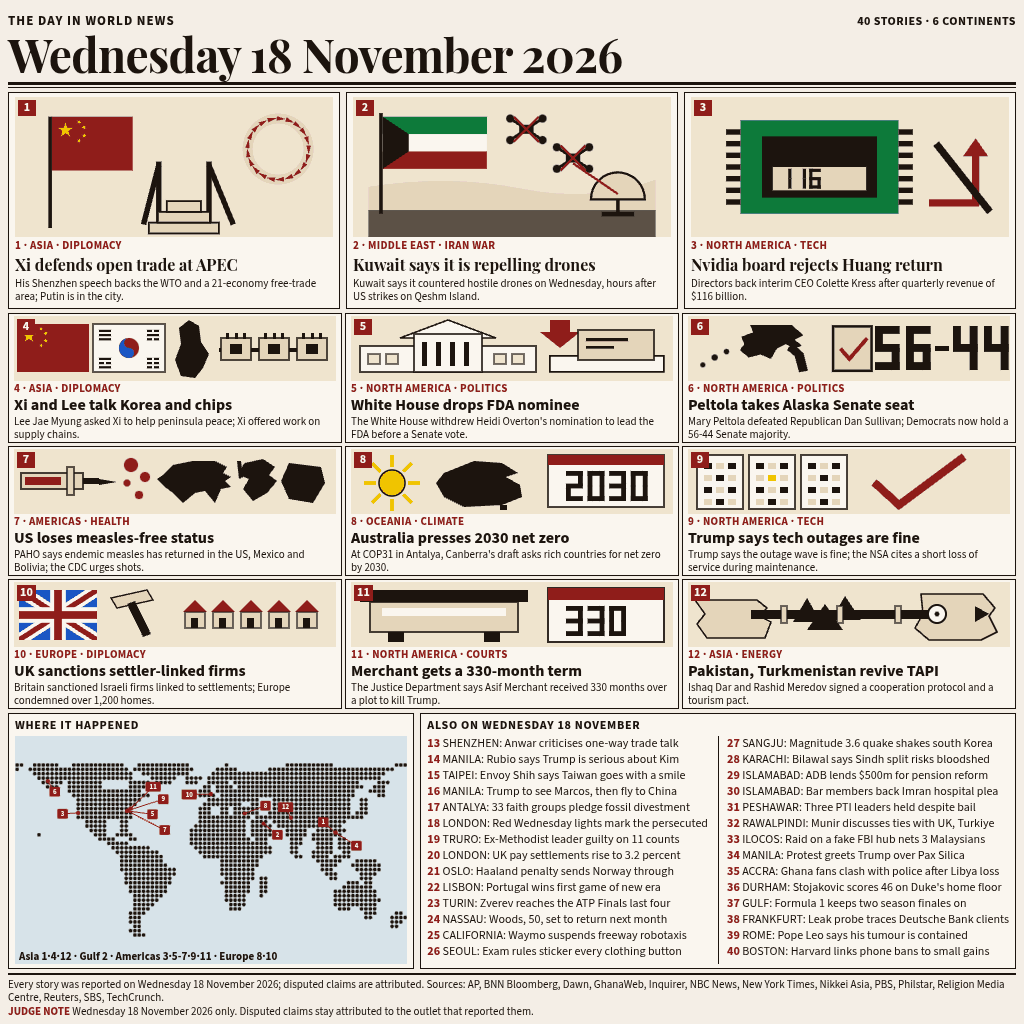 THE DAY IN WORLD NEWS
40 STORIES · 6 CONTINENTS
Wednesday 18 November 2026
1
2
3
116
1 · ASIA · DIPLOMACY
Xi defends open trade at APEC
His Shenzhen speech backs the WTO and a 21-economy free-trade
area; Putin is in the city.
2 · MIDDLE EAST · IRAN WAR
Kuwait says it is repelling drones
Kuwait says it countered hostile drones on Wednesday, hours after
US strikes on Qeshm Island.
3 · NORTH AMERICA · TECH
Nvidia board rejects Huang return
Directors back interim CEO Colette Kress after quarterly revenue of
$116 billion.
4
5
6
56-44
4 · ASIA · DIPLOMACY
Xi and Lee talk Korea and chips
Lee Jae Myung asked Xi to help peninsula peace; Xi offered work on
supply chains.
5 · NORTH AMERICA · POLITICS
White House drops FDA nominee
The White House withdrew Heidi Overton's nomination to lead the
FDA before a Senate vote.
6 · NORTH AMERICA · POLITICS
Peltola takes Alaska Senate seat
Mary Peltola defeated Republican Dan Sullivan; Democrats now hold a
56-44 Senate majority.
7
8
2030
9
7 · AMERICAS · HEALTH
US loses measles-free status
PAHO says endemic measles has returned in the US, Mexico and
Bolivia; the CDC urges shots.
8 · OCEANIA · CLIMATE
Australia presses 2030 net zero
At COP31 in Antalya, Canberra's draft asks rich countries for net zero
by 2030.
9 · NORTH AMERICA · TECH
Trump says tech outages are fine
Trump says the outage wave is fine; the NSA cites a short loss of
service during maintenance.
10
11
330
12
10 · EUROPE · DIPLOMACY
UK sanctions settler-linked firms
Britain sanctioned Israeli firms linked to settlements; Europe
condemned over 1,200 homes.
11 · NORTH AMERICA · COURTS
Merchant gets a 330-month term
The Justice Department says Asif Merchant received 330 months over
a plot to kill Trump.
12 · ASIA · ENERGY
Pakistan, Turkmenistan revive TAPI
Ishaq Dar and Rashid Meredov signed a cooperation protocol and a
tourism pact.
WHERE IT HAPPENED
6
11
10
9
3
5
7
8
12
2
1
4
Asia 1·4·12 · Gulf 2 · Americas 3·5·7·9·11 · Europe 8·10
ALSO ON WEDNESDAY 18 NOVEMBER
13 SHENZHEN: Anwar criticises one-way trade talk
14 MANILA: Rubio says Trump is serious about Kim
15 TAIPEI: Envoy Shih says Taiwan goes with a smile
16 MANILA: Trump to see Marcos, then fly to China
17 ANTALYA: 33 faith groups pledge fossil divestment
18 LONDON: Red Wednesday lights mark the persecuted
19 TRURO: Ex-Methodist leader guilty on 11 counts
20 LONDON: UK pay settlements rise to 3.2 percent
21 OSLO: Haaland penalty sends Norway through
22 LISBON: Portugal wins first game of new era
23 TURIN: Zverev reaches the ATP Finals last four
24 NASSAU: Woods, 50, set to return next month
25 CALIFORNIA: Waymo suspends freeway robotaxis
26 SEOUL: Exam rules sticker every clothing button
27 SANGJU: Magnitude 3.6 quake shakes south Korea
28 KARACHI: Bilawal says Sindh split risks bloodshed
29 ISLAMABAD: ADB lends $500m for pension reform
30 ISLAMABAD: Bar members back Imran hospital plea
31 PESHAWAR: Three PTI leaders held despite bail
32 RAWALPINDI: Munir discusses ties with UK, Turkiye
33 ILOCOS: Raid on a fake FBI hub nets 3 Malaysians
34 MANILA: Protest greets Trump over Pax Silica
35 ACCRA: Ghana fans clash with police after Libya loss
36 DURHAM: Stojakovic scores 46 on Duke's home floor
37 GULF: Formula 1 keeps two season finales on
38 FRANKFURT: Leak probe traces Deutsche Bank clients
39 ROME: Pope Leo says his tumour is contained
40 BOSTON: Harvard links phone bans to small gains
Every story was reported on Wednesday 18 November 2026; disputed claims are attributed. Sources: AP, BNN Bloomberg, Dawn, GhanaWeb, Inquirer, NBC News, New York Times, Nikkei Asia, PBS, Philstar, Religion Media
Centre, Reuters, SBS, TechCrunch.
JUDGE NOTE Wednesday 18 November 2026 only. Disputed claims stay attributed to the outlet that reported them.